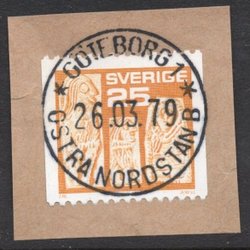 GÖTEBORG 1
SVERIGE
25
26.03.79
* ÖSTRA NORDSTAN B *